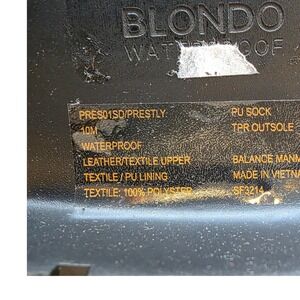 BLONDO
WATERPROOF
PRES01SD/PRESTLY
10M
WATERPROOF
LEATHER/TEXTILE UPPER
TEXTILE / PU LINING
TEXTILE: 100% POLYSTER
PU SOCK
TPR OUTSOLE
BALANCE MANM
MADE IN VIETNA
SF3214